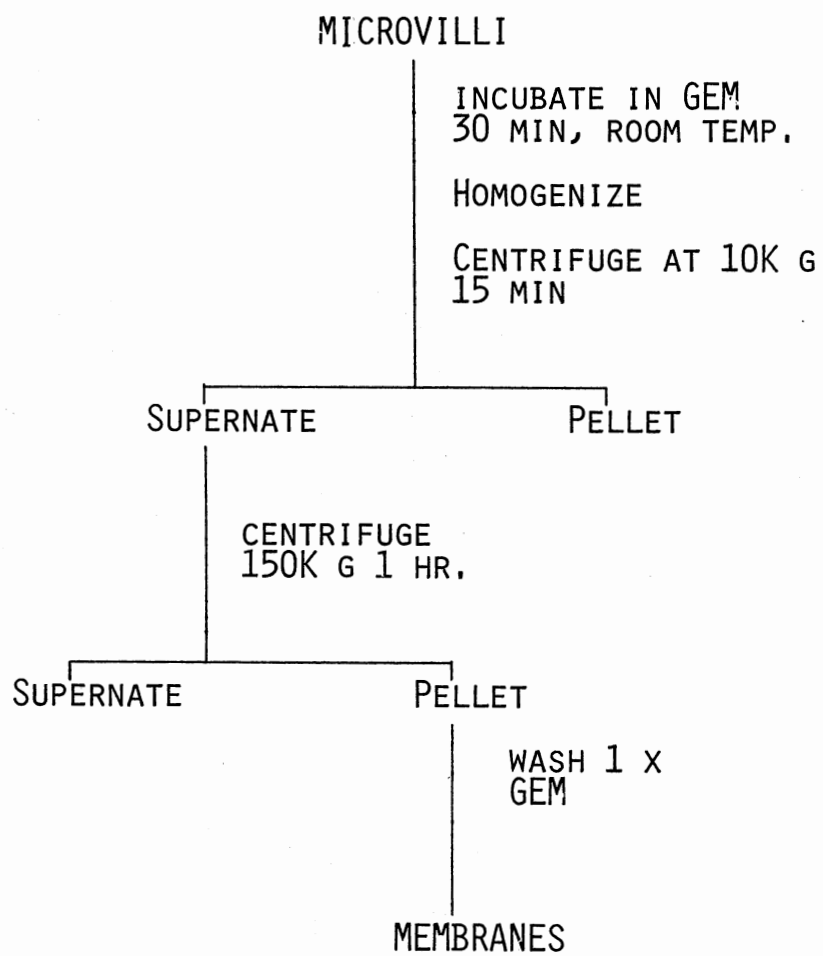 MICROVILLI
INCUBATE IN GEM
30 MIN, ROOM TEMP.
HOMOGENIZE
CENTRIFUGE AT 10K G
15 MIN
SUPERNATE
PELLET
CENTRIFUGE
150K G 1 HR.
SUPERNATE
PELLET
WASH 1 X
GEM
MEMBRANES